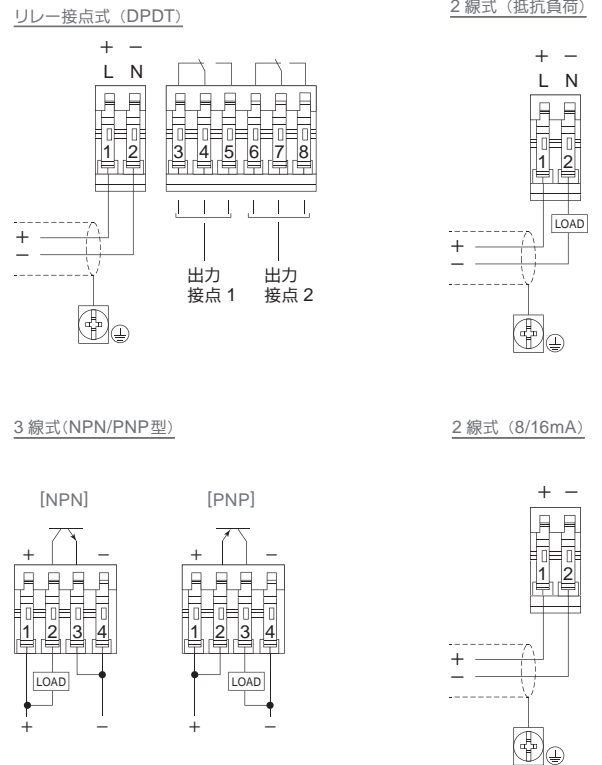 リレー接点式（DPDT）
+ −
L N
1 2 3 4 5 6 7 8
+
−
出力
接点 1
出力
接点 2
2 線式（抵抗負荷）
+ −
L N
1 2
LOAD
+
−
3 線式(NPN/PNP型)
[NPN]
+ −
1 2 3 4
LOAD
+ −
[PNP]
+ −
1 2 3 4
LOAD
+ −
2 線式（8/16mA）
+ −
1 2
+
−